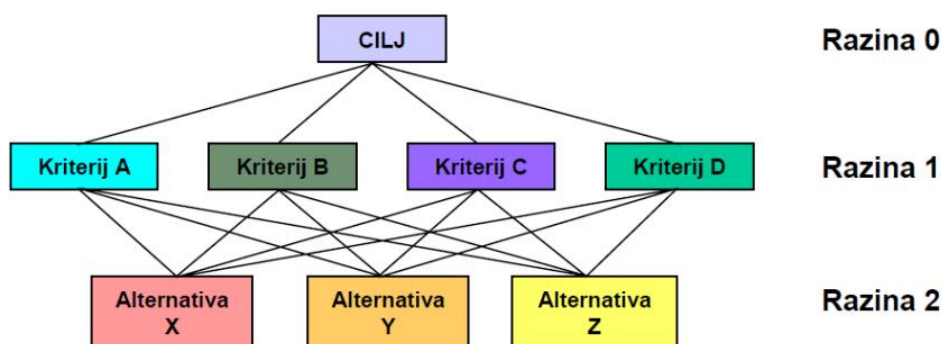 CILJ
Razina 0
Kriterij A
Kriterij B
Kriterij C
Kriterij D
Razina 1
Alternativa
X
Alternativa
Y
Alternativa
Z
Razina 2